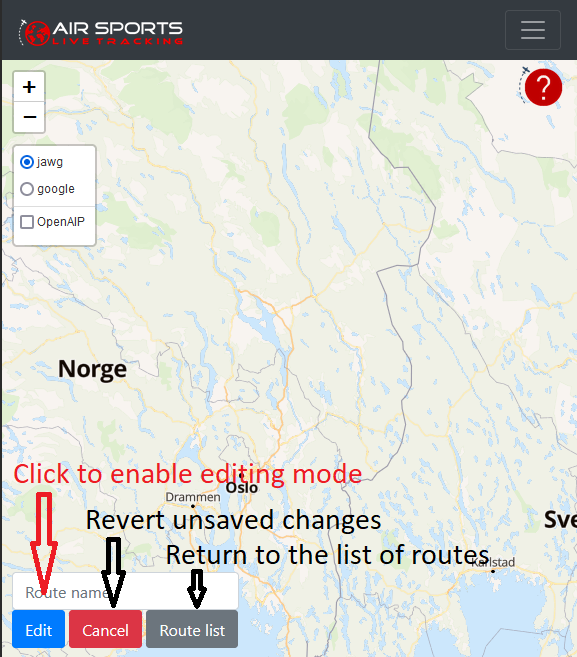 AIR SPORTS
LIVE TRACKING
+
−
?
jawg
google
OpenAIP
Norge
Click to enable editing mode
Drammen
Oslo
Revert unsaved changes
Sve
Return to the list of routes
Karlstad
Route name
Edit
Cancel
Route list